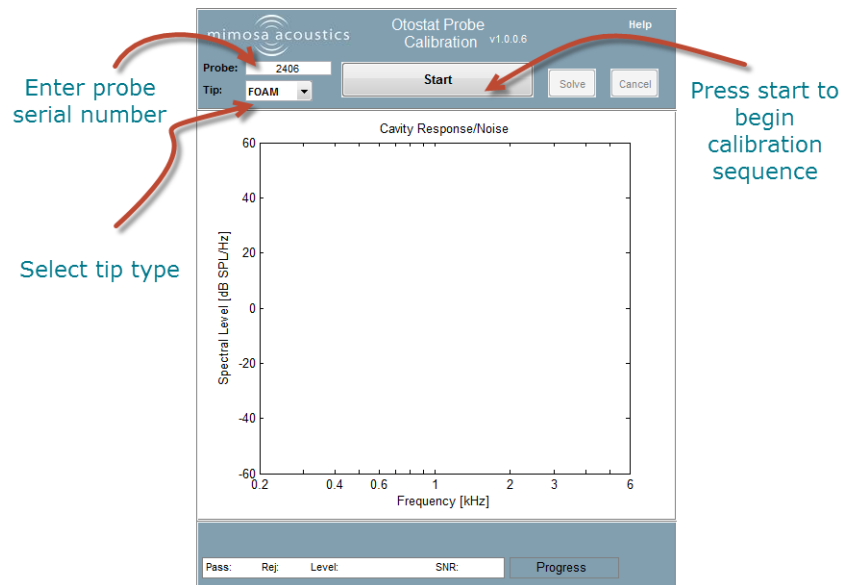 mimosa acoustics
Otostat Probe
Calibration v1.0.0.6
Help
Probe: 2406
Tip: FOAM
Start
Solve
Cancel
Enter probe
serial number
Select tip type
Press start to
begin
calibration
sequence
Cavity Response/Noise
Spectral Level [dB SPL/Hz]
60
40
20
0
-20
-40
-60
0.2 0.4 0.6 1 2 3 6
Frequency [kHz]
Pass: Rej: Level: SNR: Progress